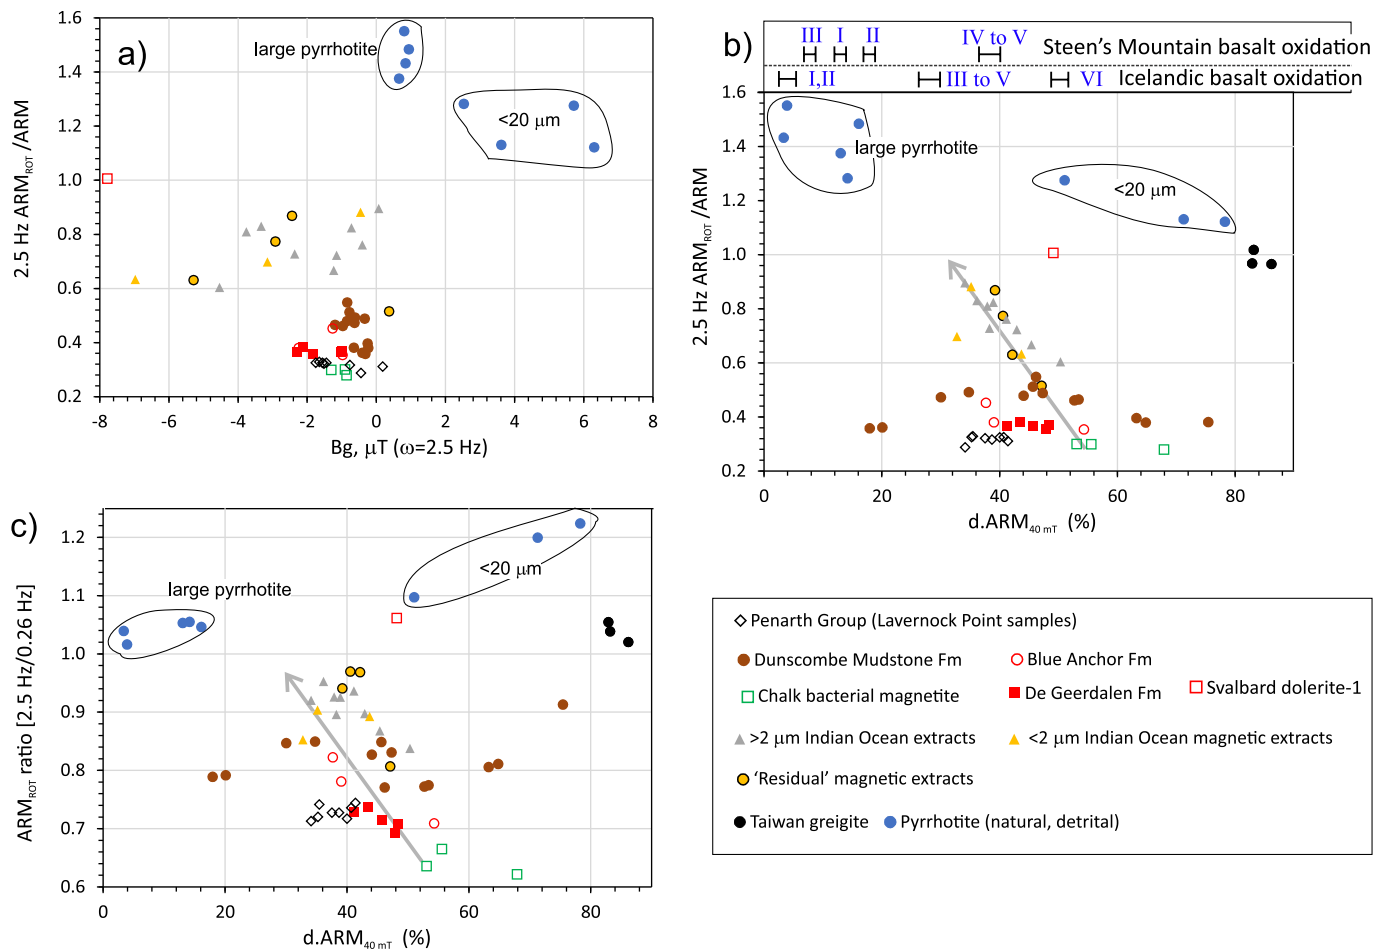 a)
large pyrrhotite
<20 μm
2.5 Hz ARM_ROT /ARM
1.6
1.4
1.2
1.0
0.8
0.6
0.4
0.2
-8
-6
-4
-2
0
2
4
6
8
Bg, μT (ω=2.5 Hz)
b)
III
I
II
IV to V
Steen's Mountain basalt oxidation
I,II
III to V
VI
Icelandic basalt oxidation
large pyrrhotite
<20 μm
2.5 Hz ARM_ROT /ARM
1.6
1.4
1.2
1.0
0.8
0.6
0.4
0.2
0
20
40
60
80
d.ARM_40 mT (%)
c)
large pyrrhotite
<20 μm
ARM_ROT ratio [2.5 Hz/0.26 Hz]
1.2
1.1
1.0
0.9
0.8
0.7
0.6
0
20
40
60
80
d.ARM_40 mT (%)
Penarth Group (Lavernock Point samples)
Dunscombe Mudstone Fm
Blue Anchor Fm
Chalk bacterial magnetite
De Geerdalen Fm
Svalbard dolerite-1
>2 μm Indian Ocean extracts
<2 μm Indian Ocean magnetic extracts
'Residual' magnetic extracts
Taiwan greigite
Pyrrhotite (natural, detrital)